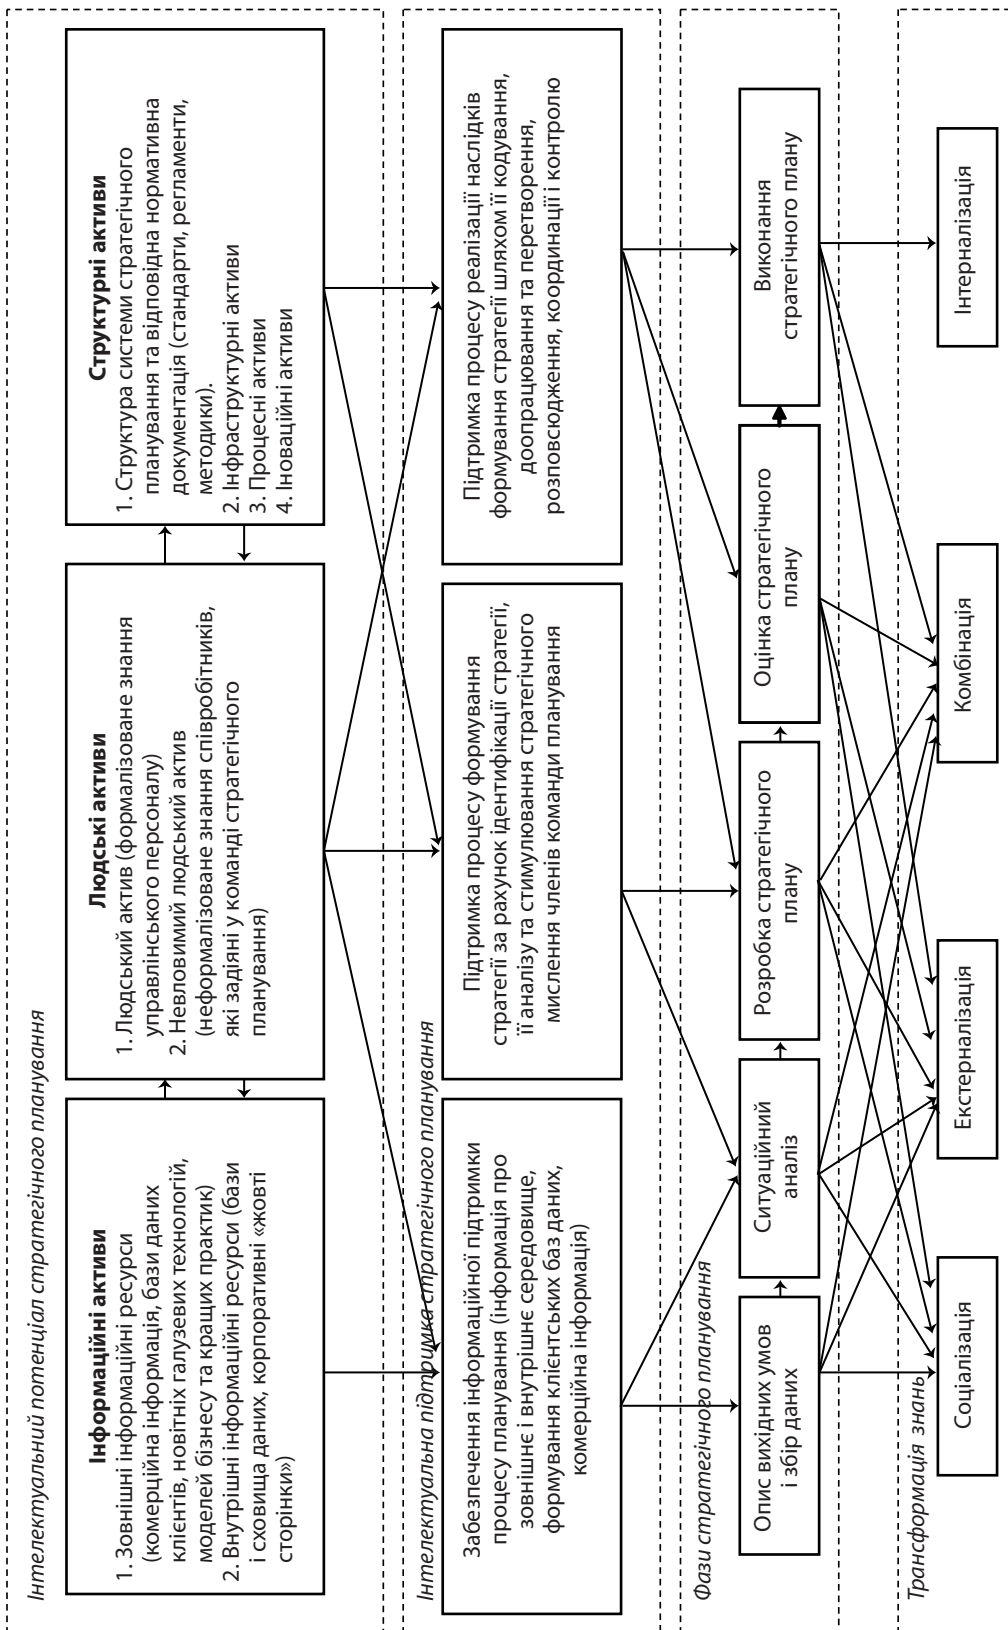 Інтелектуальний потенціал стратегічного планування
Інформаційні активи
1. Зовнішні інформаційні ресурси
(комерційна інформація, бази даних
клієнтів, новітніх галузевих технологій,
моделей бізнесу та кращих практик)
2. Внутрішні інформаційні ресурси (бази
і сховища даних, корпоративні «жовті
сторінки»)
Людські активи
1. Людський актив (формалізоване знання
управлінського персоналу)
2. Невловимий людський актив
(неформалізоване знання співробітників,
які задіяні у команді стратегічного
планування)
Структурні активи
1. Структура системи стратегічного
планування та відповідна нормативна
документація (стандарти, регламенти,
методики).
2. Інфраструктурні активи
3. Процесні активи
4. Іноваційні активи
Інтелектуальна підтримка стратегічного планування
Забезпечення інформаційної підтримки
процесу планування (інформація про
зовнішнє і внутрішнє середовище,
формування клієнтських баз даних,
комерційна інформація)
Підтримка процесу формування
стратегії за рахунок ідентифікації стратегії,
її аналізу та стимулювання стратегічного
мислення членів команди планування
Підтримка процесу реалізації наслідків
формування стратегії шляхом її кодування,
доопрацювання та перетворення,
розповсюдження, координації і контролю
Фази стратегічного планування
Опис вихідних умов
і збір даних
Ситуаційний
аналіз
Розробка стратегічного
плану
Оцінка стратегічного
плану
Виконання
стратегічного плану
Трансформація знань
Соціалізація
Екстерналізація
Комбінація
Інтерналізація